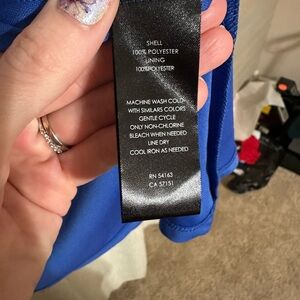 SHELL
100% POLYESTER
LINING
100% POLYESTER
MACHINE WASH COLD
WITH SIMILAR COLORS
GENTLE CYCLE
ONLY NON-CHLORINE
BLEACH WHEN NEEDED
LINE DRY
COOL IRON AS NEEDED
RN 54163
CA 57151